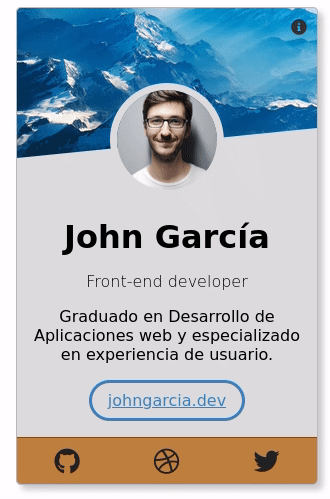 John García
Front-end developer
Graduado en Desarrollo de
Aplicaciones web y especializado
en experiencia de usuario.
johngarcia.dev